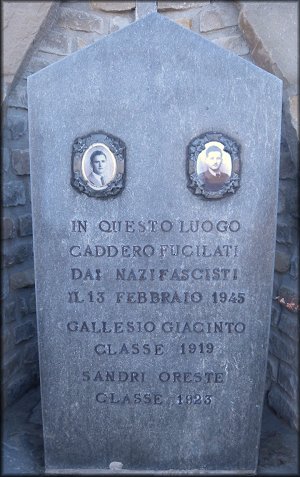 IN QUESTO LUOGO
CADDERO FUCILATI
DAI NAZIFASCISTI
IL 13 FEBBRAIO 1945
GALLESIO GIACINTO
CLASSE 1919
SANDRI ORESTE
CLASSE 1923